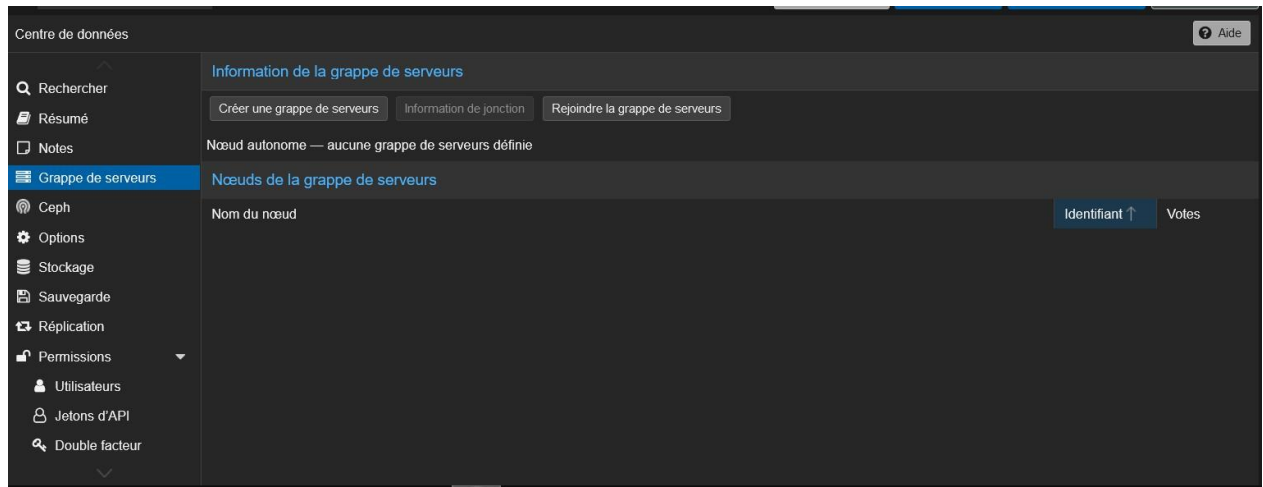 Centre de données
Aide
Rechercher
Résumé
Notes
Grappe de serveurs
Ceph
Options
Stockage
Sauvegarde
Réplication
Permissions
Utilisateurs
Jetons d'API
Double facteur
Information de la grappe de serveurs
Créer une grappe de serveurs Information de jonction Rejoindre la grappe de serveurs
Nœud autonome — aucune grappe de serveurs définie
Nœuds de la grappe de serveurs
Nom du nœud Identifiant ↑ Votes